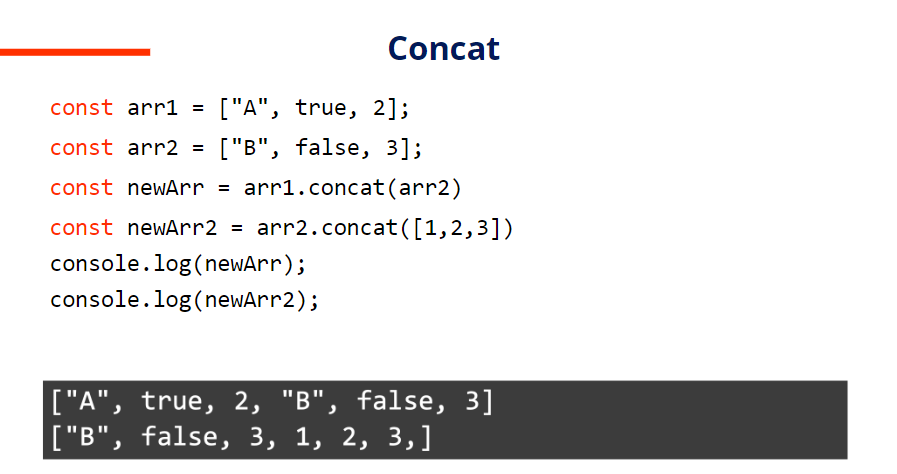 Concat
const arr1 = ["A", true, 2];
const arr2 = ["B", false, 3];
const newArr = arr1.concat(arr2)
const newArr2 = arr2.concat([1,2,3])
console.log(newArr);
console.log(newArr2);
["A", true, 2, "B", false, 3]
["B", false, 3, 1, 2, 3,]